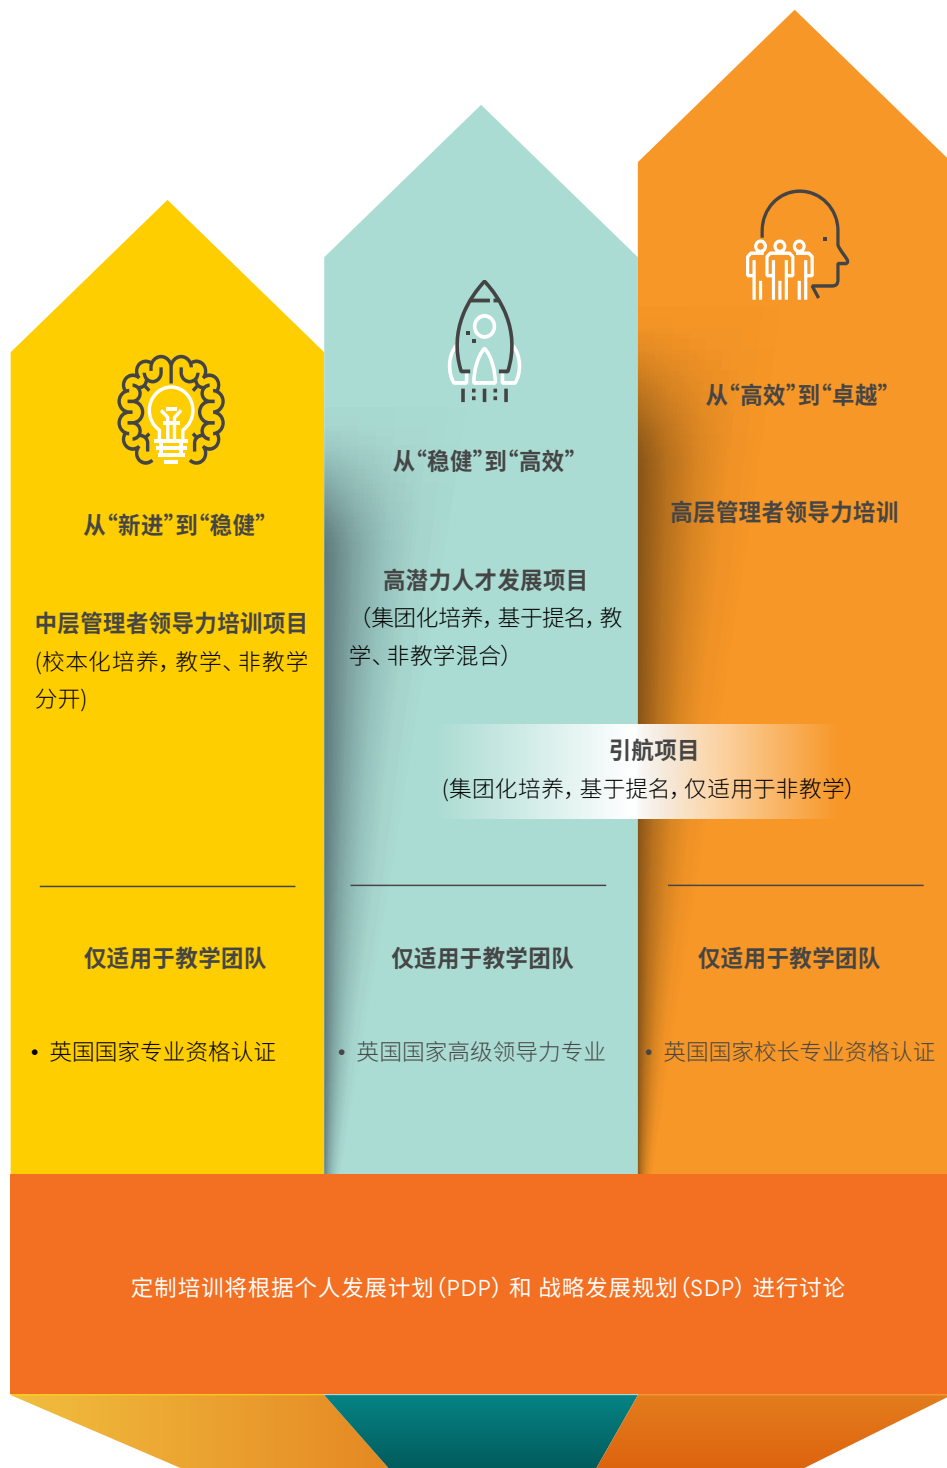 从“新进”到“稳健”
中层管理者领导力培训项目
(校本化培养，教学、非教学
分开)
仅适用于教学团队
• 英国国家专业资格认证
从“稳健”到“高效”
高潜力人才发展项目
（集团化培养，基于提名，教
学、非教学混合）
引航项目
(集团化培养，基于提名，仅适用于非教学）
仅适用于教学团队
• 英国国家高级领导力专业
从“高效”到“卓越”
高层管理者领导力培训
仅适用于教学团队
• 英国国家校长专业资格认证
定制培训将根据个人发展计划（PDP）和 战略发展规划（SDP）进行讨论